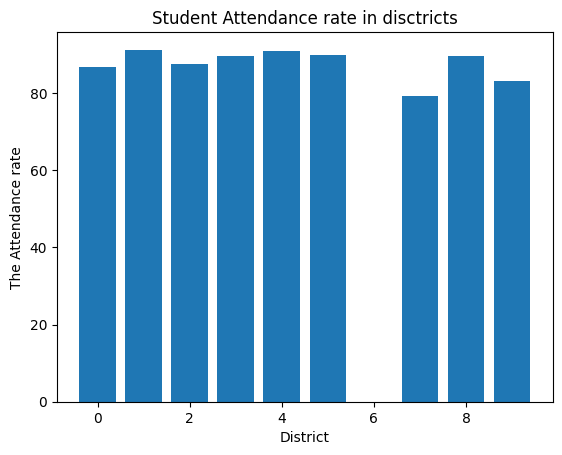 Student Attendance rate in disctricts
80
60
40
20
0
The Attendance rate
0 2 4 6 8
District